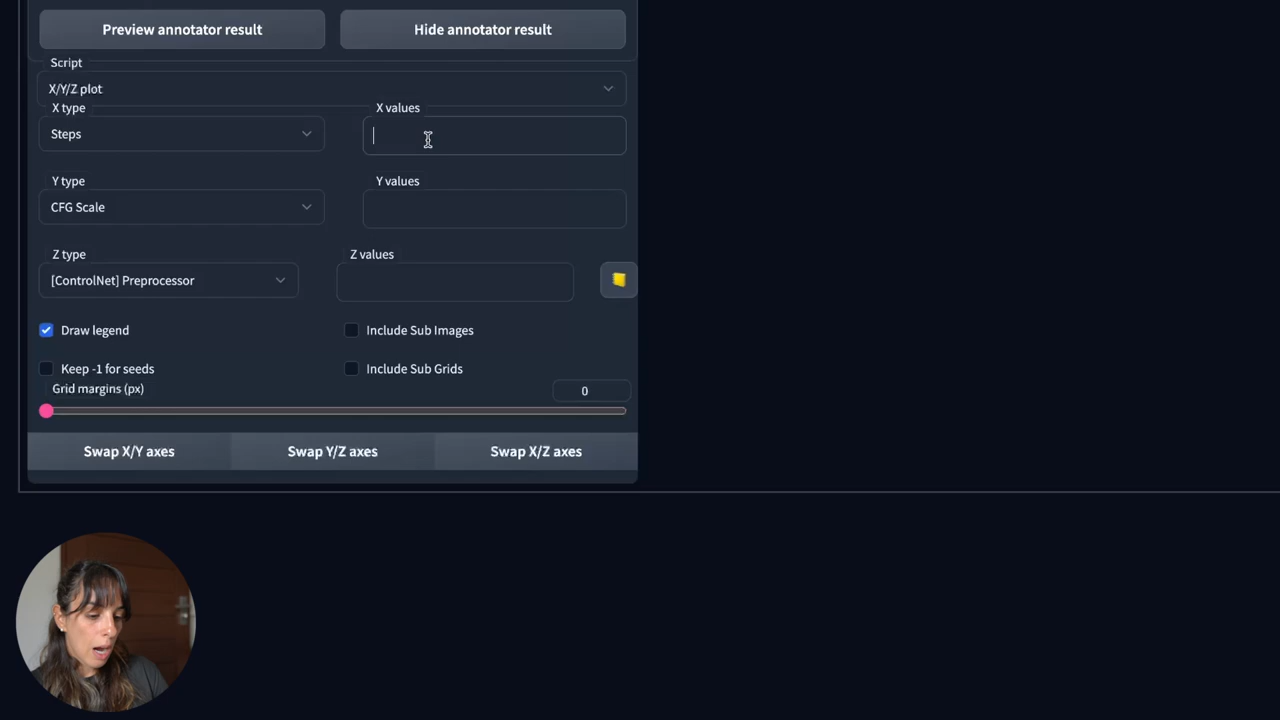 Preview annotator result
Hide annotator result
Script
X/Y/Z plot
X type
X values
Steps
Y type
Y values
CFG Scale
Z type
Z values
[ControlNet] Preprocessor
Draw legend
Include Sub Images
Keep -1 for seeds
Include Sub Grids
Grid margins (px)
0
Swap X/Y axes
Swap Y/Z axes
Swap X/Z axes